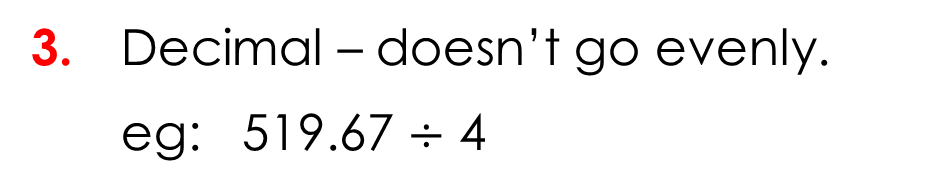 3. Decimal – doesn't go evenly.
eg: 519.67 ÷ 4